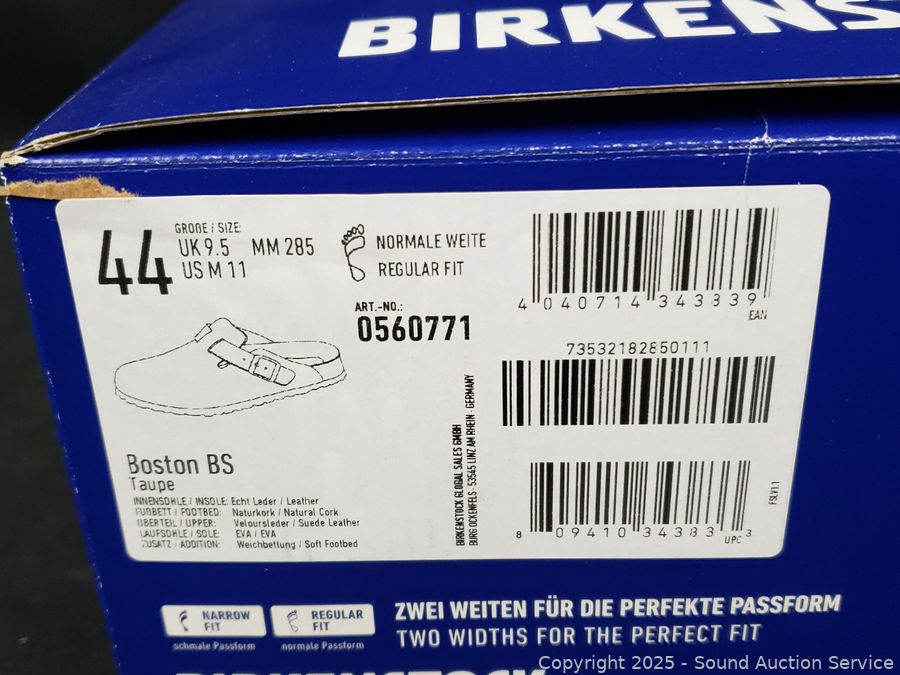 BIRKENS
44
GRÖßE / SIZE:
UK 9.5 MM 285
US M 11
NORMALE WEITE
REGULAR FIT
ART.-NO.:
0560771
4 040714 343839
EAN
73532182850111
Boston BS
Taupe
INNENSOHLE / INSOLE: Echt Leder / Leather
FUßBETT / FOOTBED: Naturkork / Natural Cork
OBERTEIL / UPPER: Veloursleder / Suede Leather
LAUFSOHLE / SOLE: EVA / EVA
ZUSATZ / ADDITION: Weichbettung / Soft Footbed
BIRKENSTOCK GLOBAL SALES GMBH
BURG OCKENFELS · 53545 LINZ AM RHEIN · GERMANY
8 09410 34383 3
UPC
FSLV1.1
NARROW FIT
schmale Passform
REGULAR FIT
normale Passform
ZWEI WEITEN FÜR DIE PERFEKTE PASSFORM
TWO WIDTHS FOR THE PERFECT FIT
BIRKENSTOCK
Copyright 2025 - Sound Auction Service